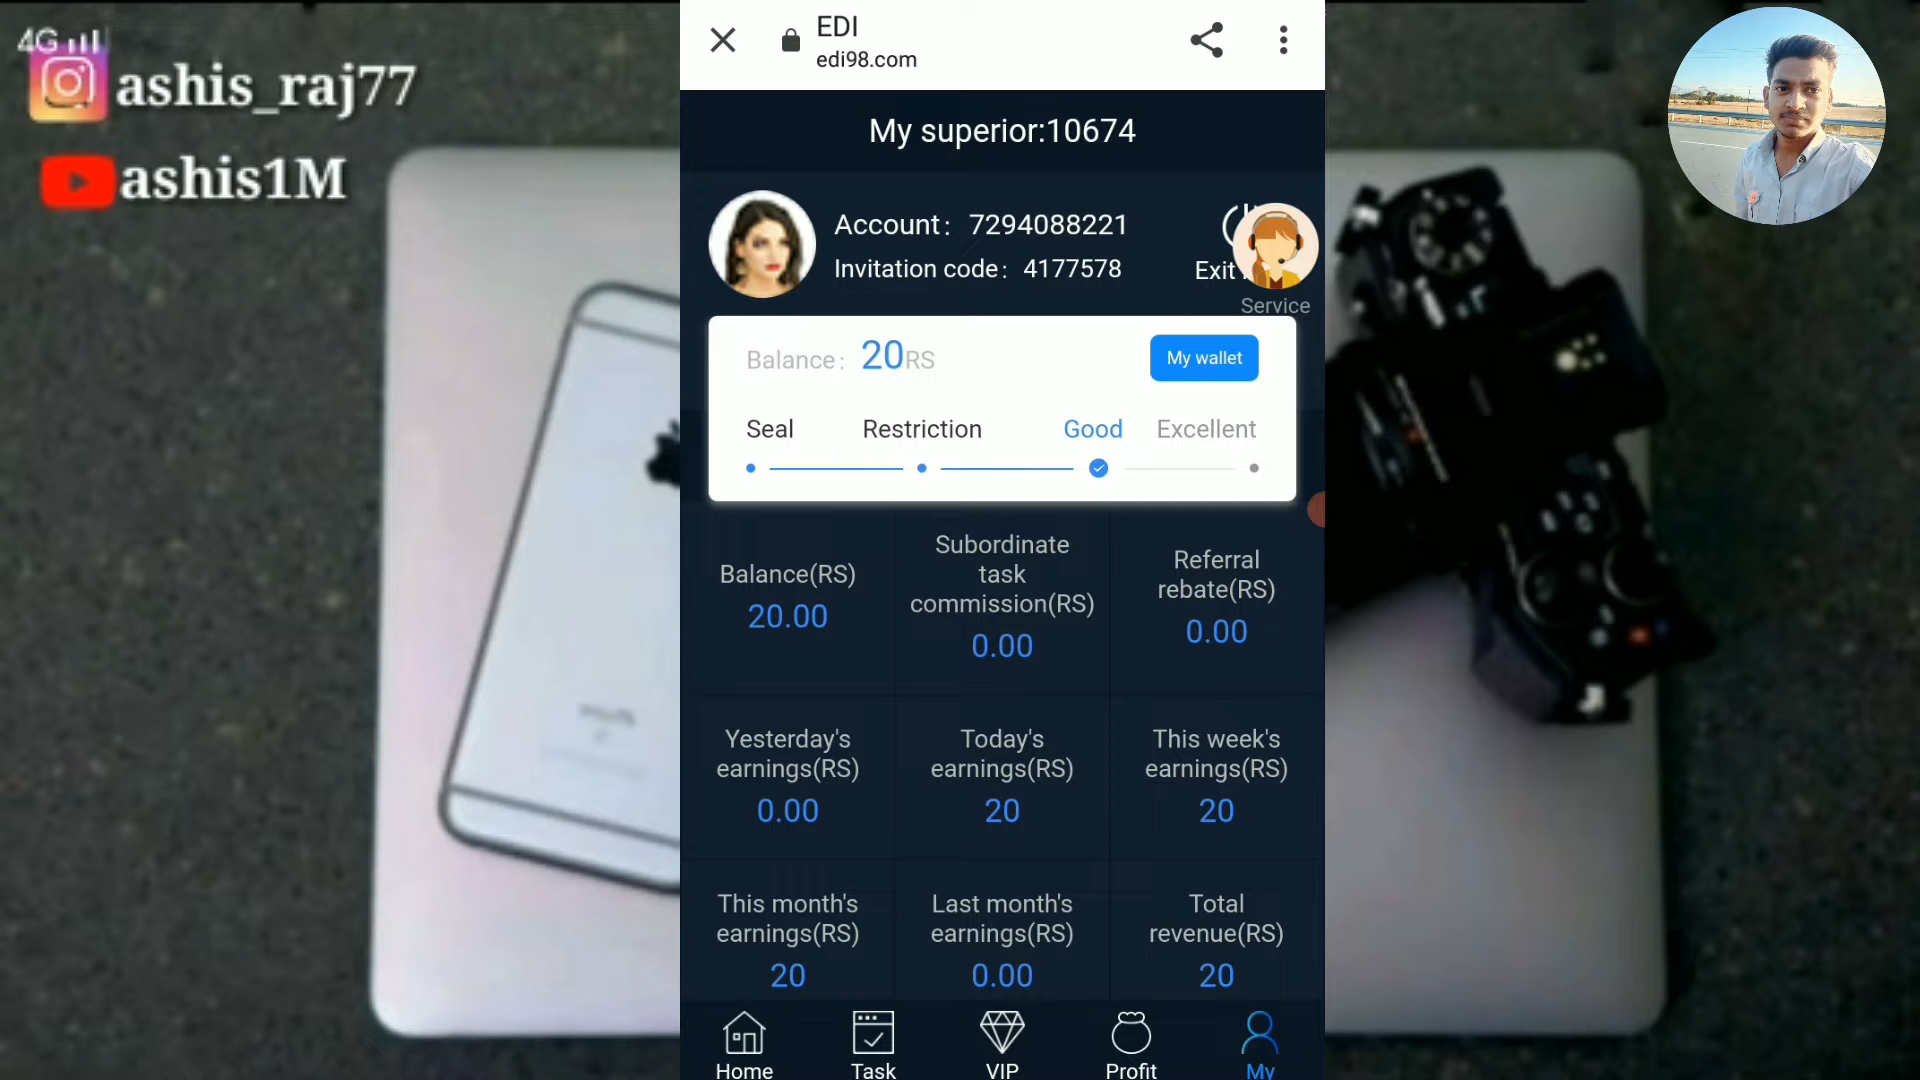 4G
ashis_raj77
ashis1M
EDI
edi98.com
My superior:10674
Account: 7294088221
Invitation code: 4177578
Exit
Service
Balance: 20RS
My wallet
Seal Restriction Good Excellent
Balance(RS)
20.00
Subordinate
task
commission(RS)
0.00
Referral
rebate(RS)
0.00
Yesterday's
earnings(RS)
0.00
Today's
earnings(RS)
20
This week's
earnings(RS)
20
This month's
earnings(RS)
20
Last month's
earnings(RS)
0.00
Total
revenue(RS)
20
Home Task VIP Profit My